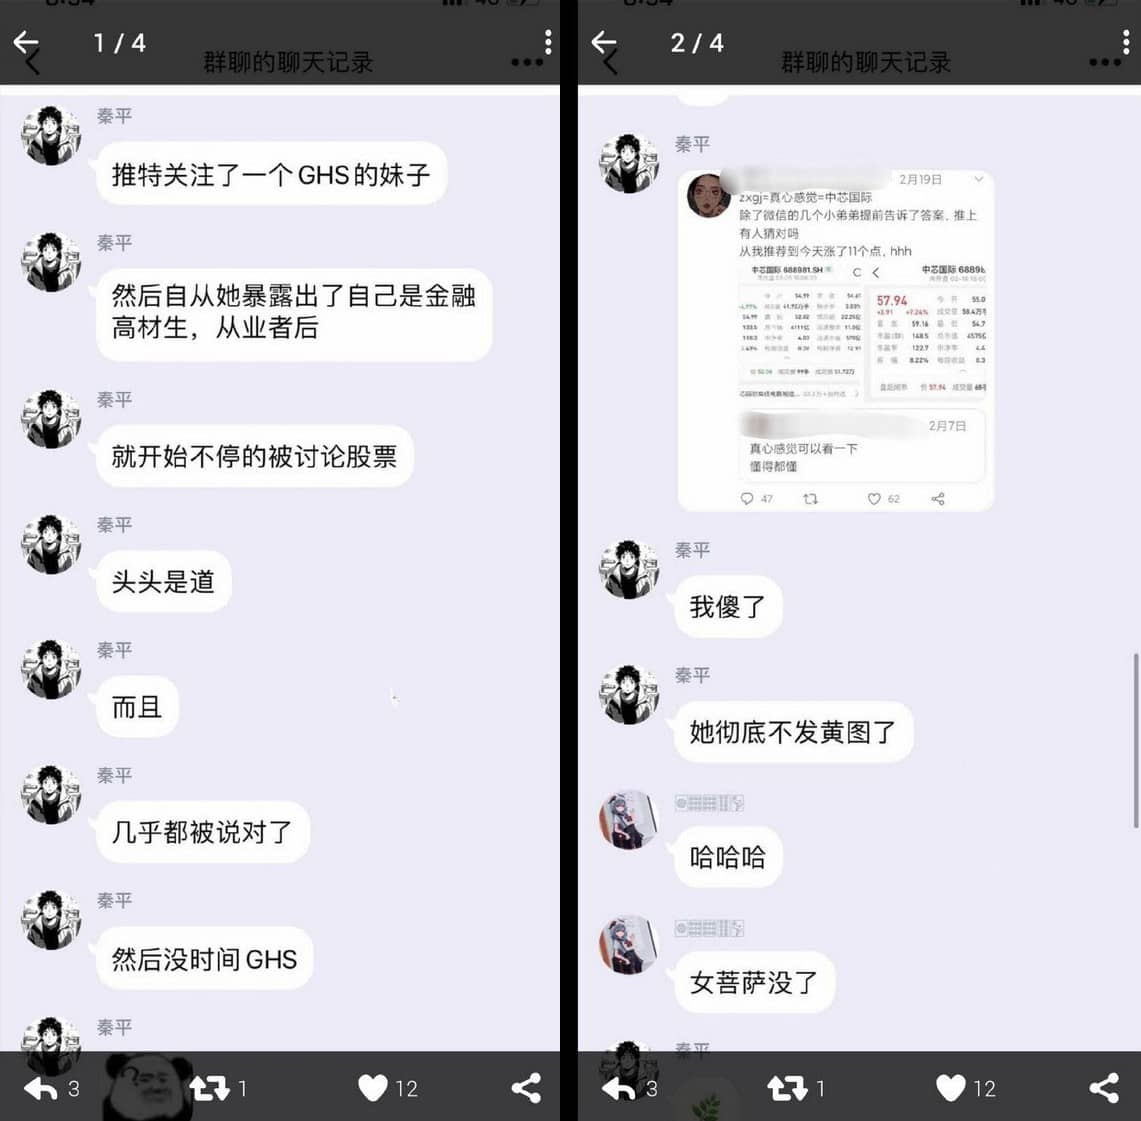 1 / 4
群聊的聊天记录
秦平
推特关注了一个GHS的妹子
秦平
然后自从她暴露出了自己是金融
高材生，从业者后
秦平
就开始不停的被讨论股票
秦平
头头是道
秦平
而且
秦平
几乎都被说对了
秦平
然后没时间GHS
秦平
3
1
12
2 / 4
群聊的聊天记录
秦平
2月19日
zxgj=真心感觉=中芯国际
除了微信的几个小弟弟提前告诉了答案，推上
有人猜对吗
从我推荐到今天涨了11个点，hhh
中芯国际 688981.SH
中芯国际 6889
57.94
+3.91 +7.24%
2月7日
真心感觉可以看一下
懂得都懂
47
62
秦平
我傻了
秦平
她彻底不发黄图了
哈哈哈
女菩萨没了
秦平
3
1
12